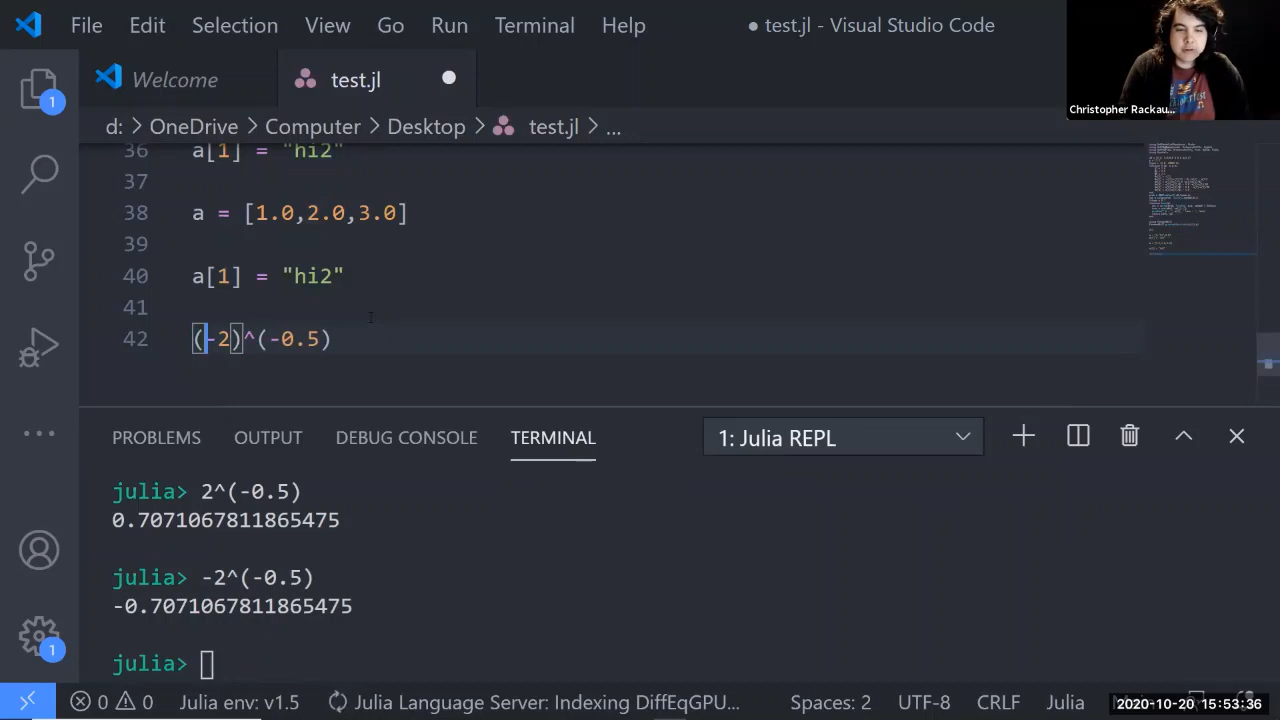 File Edit Selection View Go Run Terminal Help
● test.jl - Visual Studio Code
Christopher Rackau...
1
Welcome
test.jl
d: > OneDrive > Computer > Desktop > test.jl > ...
36 a[1] = "hi2"
37
38 a = [1.0,2.0,3.0]
39
40 a[1] = "hi2"
41
42 (-2)^(-0.5)
PROBLEMS OUTPUT DEBUG CONSOLE TERMINAL
1: Julia REPL
julia> 2^(-0.5)
0.7071067811865475
julia> -2^(-0.5)
-0.7071067811865475
julia>
1
0 0 Julia env: v1.5 Julia Language Server: Indexing DiffEqGPU... Spaces: 2 UTF-8 CRLF Julia
2020-10-20 15:53:36